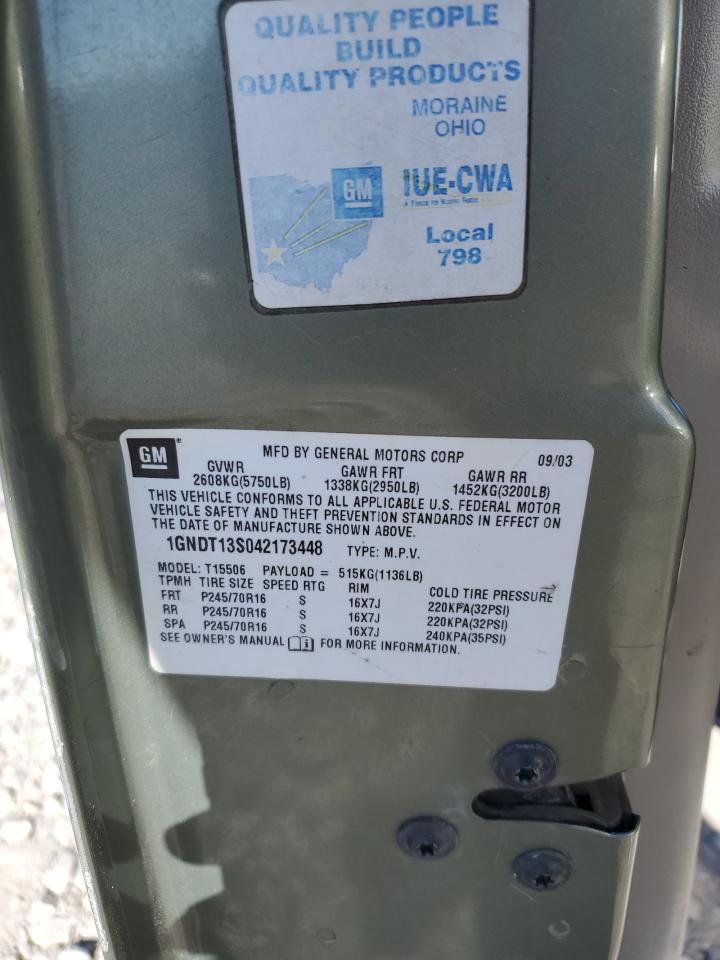 QUALITY PEOPLE
BUILD
QUALITY PRODUCTS
MORAINE
OHIO
GM IUE-CWA
Local
798
GM MFD BY GENERAL MOTORS CORP 09/03
GVWR GAWR FRT GAWR RR
2608KG(5750LB) 1338KG(2950LB) 1452KG(3200LB)
THIS VEHICLE CONFORMS TO ALL APPLICABLE U.S. FEDERAL MOTOR
VEHICLE SAFETY AND THEFT PREVENTION STANDARDS IN EFFECT ON
THE DATE OF MANUFACTURE SHOWN ABOVE.
1GNDT13S042173448 TYPE: M.P.V.
MODEL: T15506 PAYLOAD = 515KG(1136LB)
TPMH TIRE SIZE SPEED RTG RIM COLD TIRE PRESSURE
FRT P245/70R16 S 16X7J 220KPA(32PSI)
RR P245/70R16 S 16X7J 220KPA(32PSI)
SPA P245/70R16 S 16X7J 240KPA(35PSI)
SEE OWNER'S MANUAL FOR MORE INFORMATION.